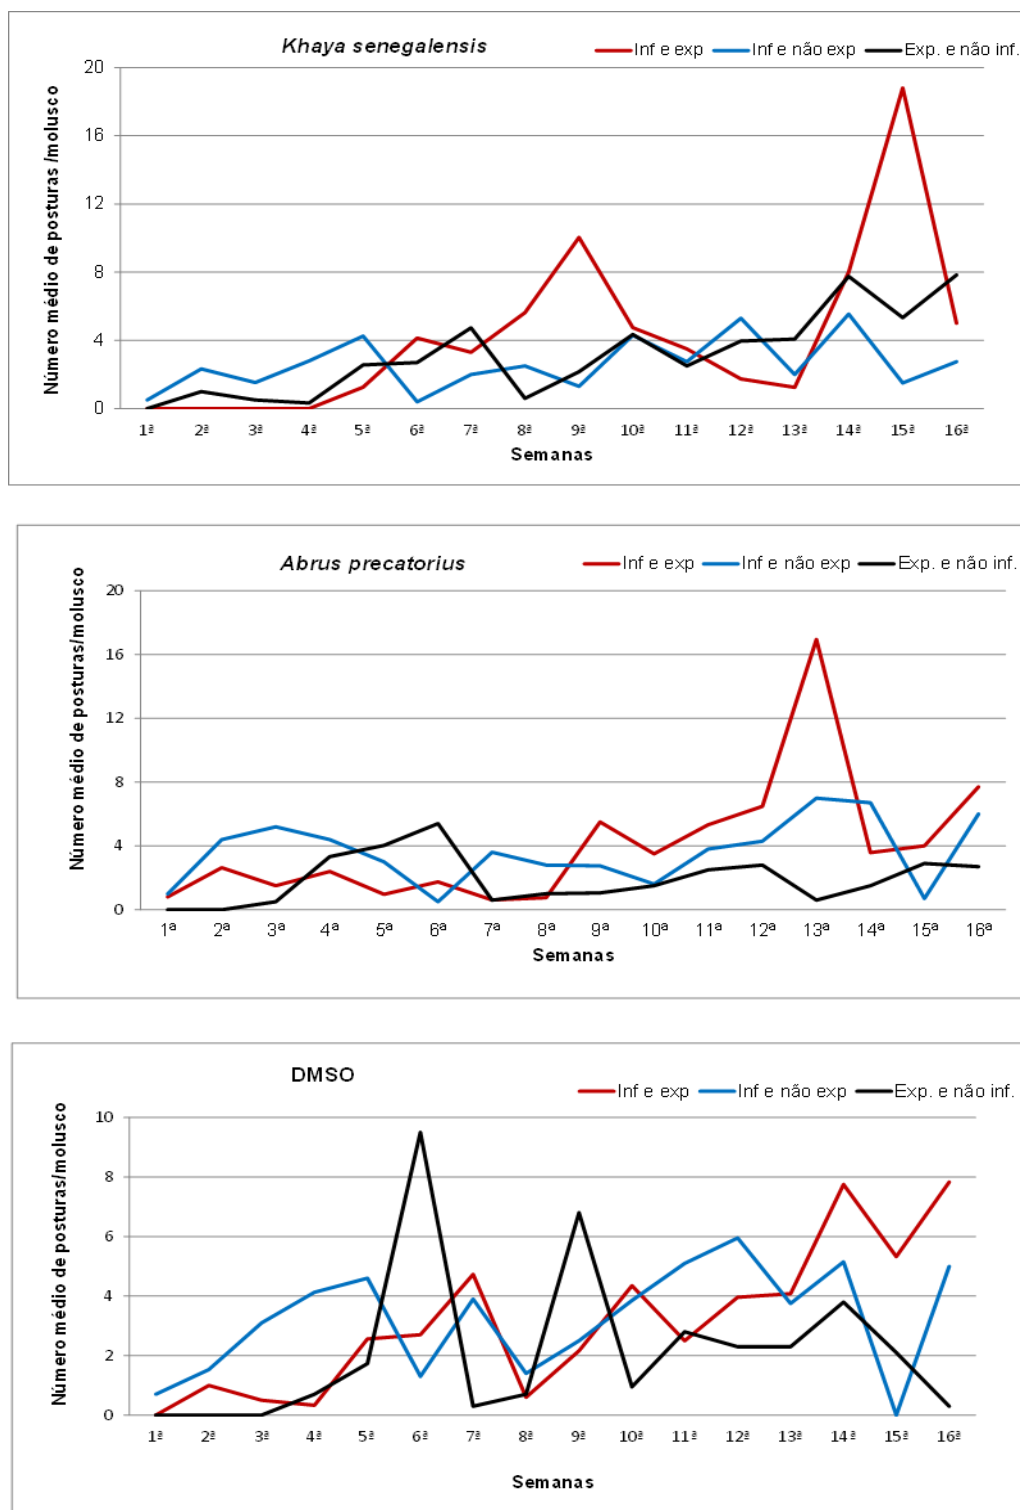 Khaya senegalensis
Inf e exp Inf e não exp Exp. e não inf.
Número médio de posturas /molusco
20
16
12
8
4
0
1ª 2ª 3ª 4ª 5ª 6ª 7ª 8ª 9ª 10ª 11ª 12ª 13ª 14ª 15ª 16ª
Semanas
Abrus precatorius
Inf e exp Inf e não exp Exp. e não inf.
Número médio de posturas/molusco
20
16
12
8
4
0
1ª 2ª 3ª 4ª 5ª 6ª 7ª 8ª 9ª 10ª 11ª 12ª 13ª 14ª 15ª 16ª
Semanas
DMSO
Inf e exp Inf e não exp Exp. e não inf.
Número médio de posturas/molusco
10
8
6
4
2
0
1ª 2ª 3ª 4ª 5ª 6ª 7ª 8ª 9ª 10ª 11ª 12ª 13ª 14ª 15ª 16ª
Semanas